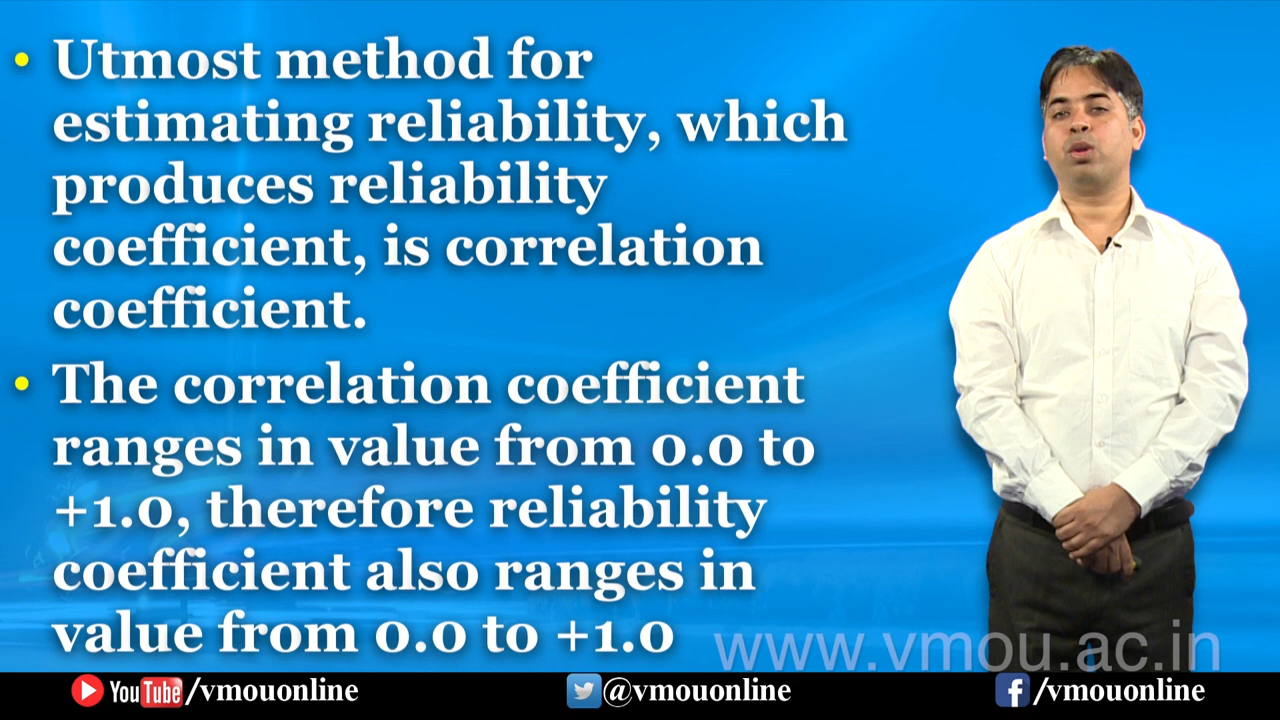 • Utmost method for
estimating reliability, which
produces reliability
coefficient, is correlation
coefficient.
• The correlation coefficient
ranges in value from 0.0 to
+1.0, therefore reliability
coefficient also ranges in
value from 0.0 to +1.0
www.vmou.ac.in
YouTube/vmouonline @vmouonline f/vmouonline